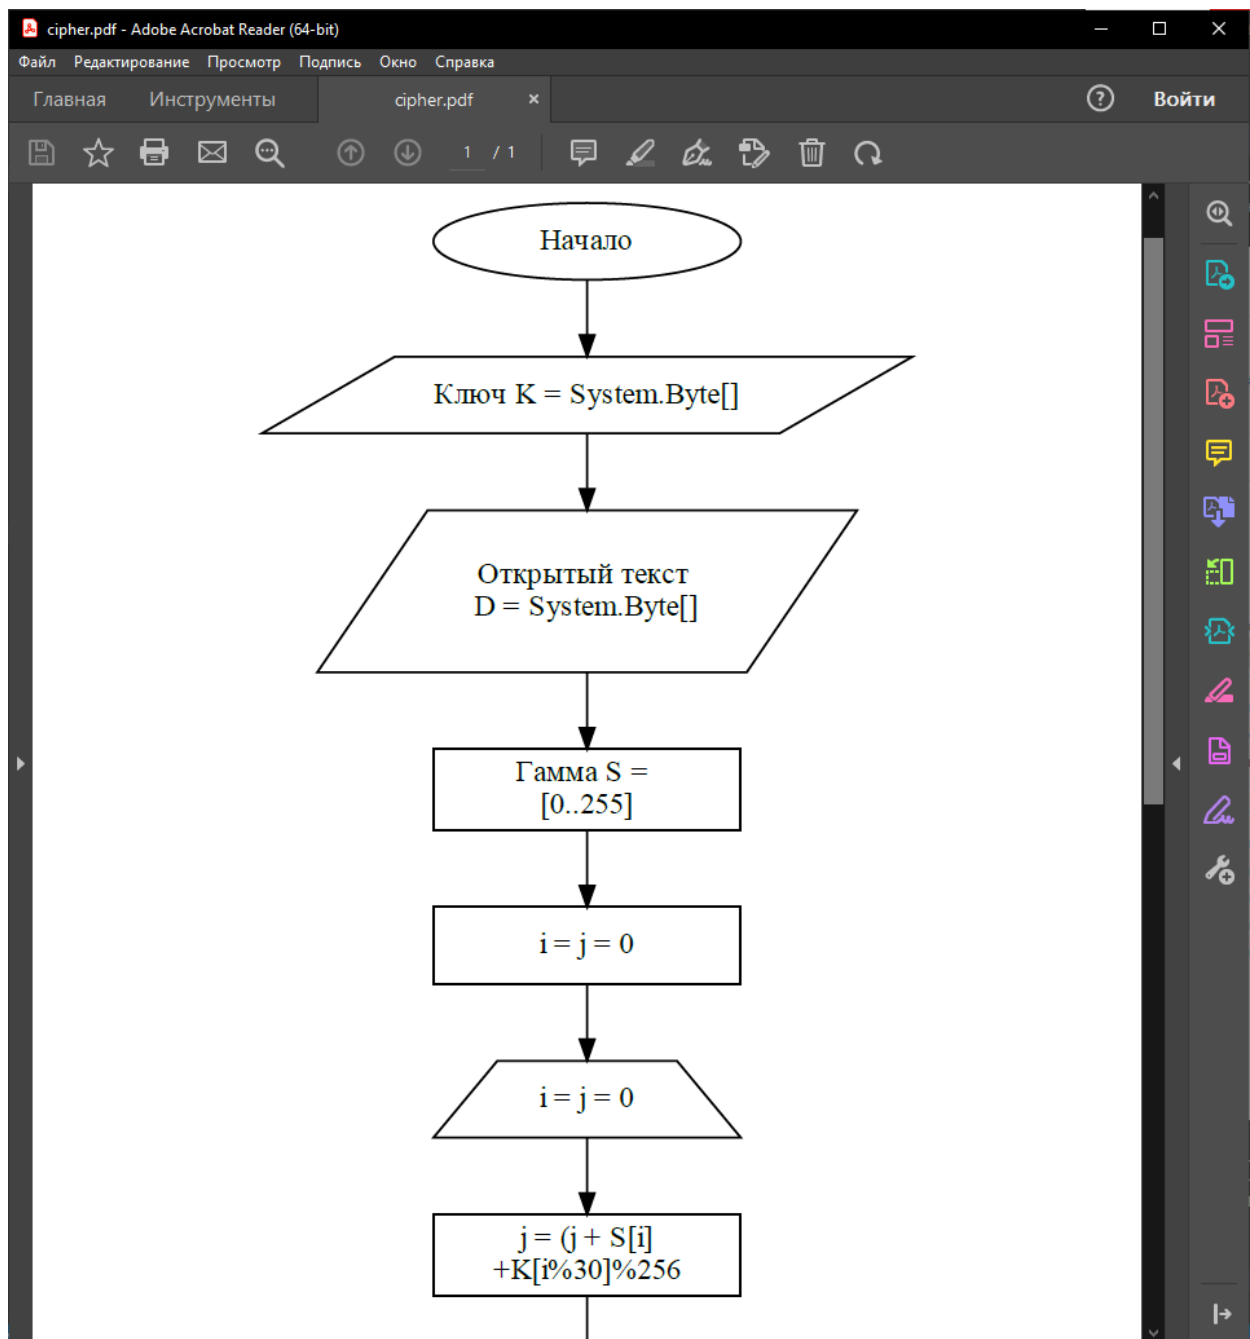 cipher.pdf - Adobe Acrobat Reader (64-bit)
Файл Редактирование Просмотр Подпись Окно Справка
Главная Инструменты cipher.pdf × Войти
1 / 1
Начало
Ключ K = System.Byte[]
Открытый текст
D = System.Byte[]
Гамма S =
[0..255]
i = j = 0
i = j = 0
j = (j + S[i]
+K[i%30]%256